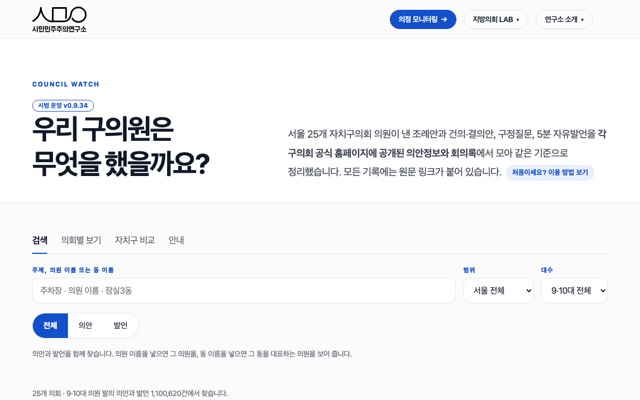 시민민주주의연구소
의정 모니터링 →
지방의회 LAB ▾
연구소 소개 ▾
COUNCIL WATCH
시범 운영 v0.9.34
우리 구의원은
무엇을 했을까요?
서울 25개 자치구의회 의원이 낸 조례안과 건의·결의안, 구정질문, 5분 자유발언을 각
구의회 공식 홈페이지에 공개된 의안정보와 회의록에서 모아 같은 기준으로
정리했습니다. 모든 기록에는 원문 링크가 붙어 있습니다. 처음이세요? 이용 방법 보기
검색 의회별 보기 자치구 비교 안내
주제, 의원 이름 또는 동 이름
범위
대수
주차장 · 의원 이름 · 잠실3동
서울 전체
9·10대 전체
전체 의안 발언
의안과 발언을 함께 찾습니다. 의원 이름을 넣으면 그 의원을, 동 이름을 넣으면 그 동을 대표하는 의원을 보여 줍니다.
25개 의회 · 9·10대 의원 발의 의안과 발언 1,100,620건에서 찾습니다.